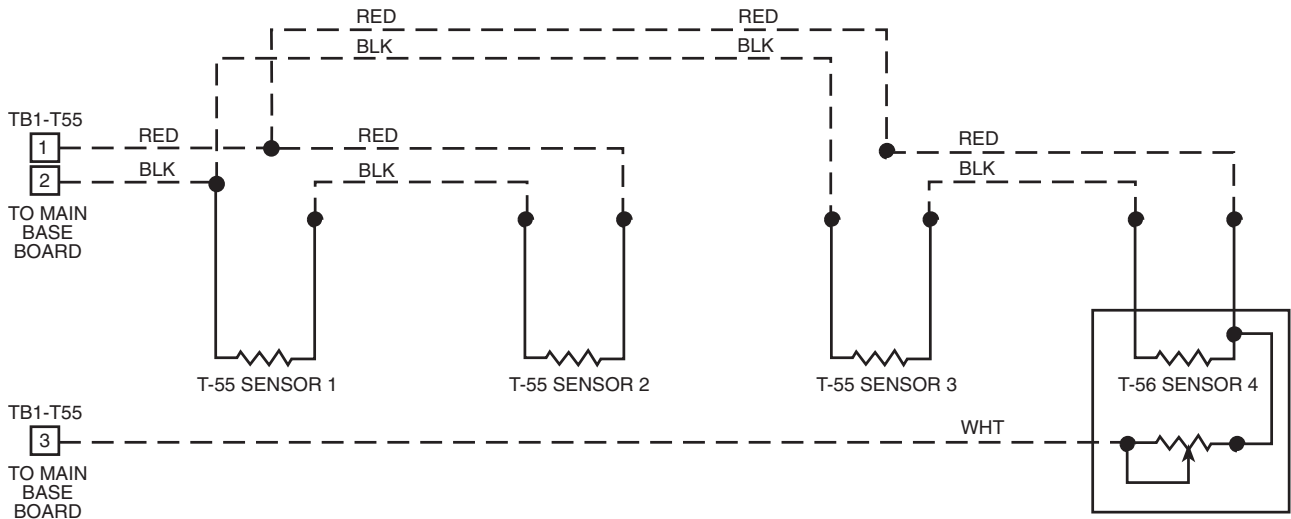 RED RED
BLK BLK
TB1-T55
1 RED RED RED
2 BLK BLK BLK
TO MAIN
BASE
BOARD
T-55 SENSOR 1 T-55 SENSOR 2 T-55 SENSOR 3 T-56 SENSOR 4
TB1-T55
3 WHT
TO MAIN
BASE
BOARD